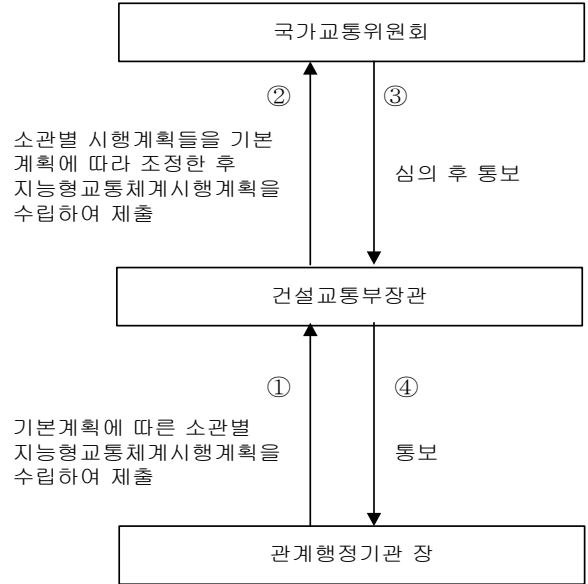 국가교통위원회
②
③
소관별 시행계획들을 기본
계획에 따라 조정한 후
지능형교통체계시행계획을
수립하여 제출
심의 후 통보
건설교통부장관
①
④
기본계획에 따른 소관별
지능형교통체계시행계획을
수립하여 제출
통보
관계행정기관 장